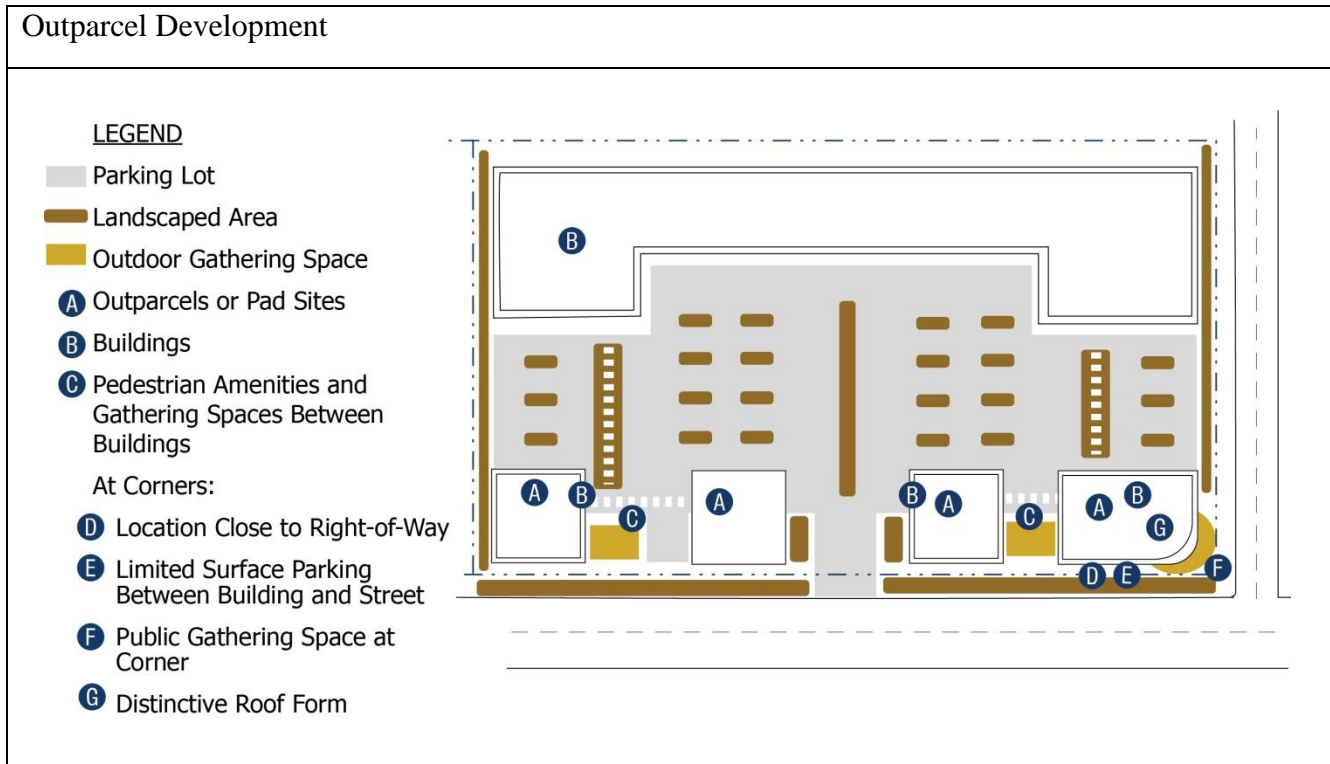 Outparcel Development
LEGEND
Parking Lot
Landscaped Area
Outdoor Gathering Space
A Outparcels or Pad Sites
B Buildings
C Pedestrian Amenities and
Gathering Spaces Between
Buildings
At Corners:
D Location Close to Right-of-Way
E Limited Surface Parking
Between Building and Street
F Public Gathering Space at
Corner
G Distinctive Roof Form
B
A B C A B A C A B G
D E F